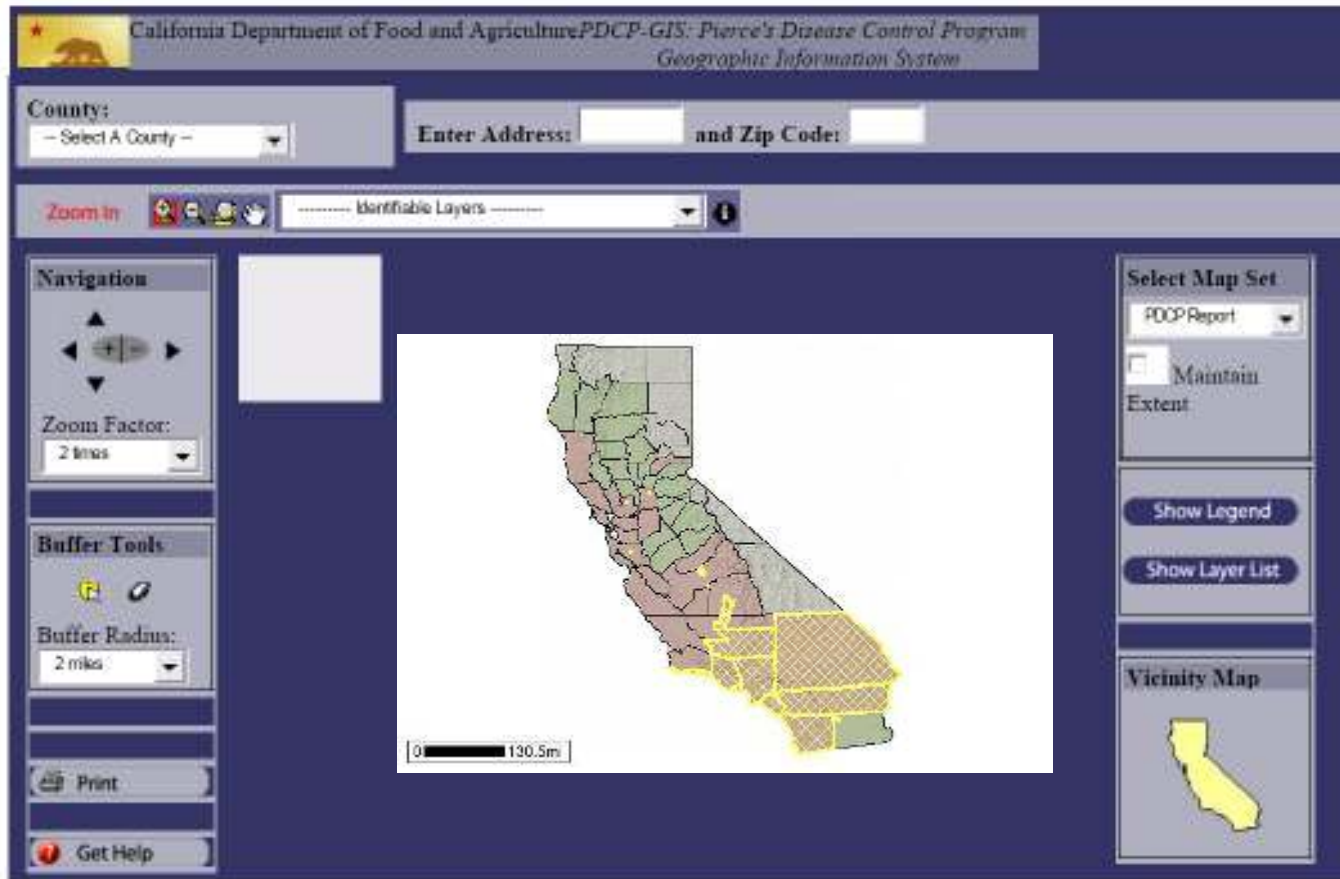 California Department of Food and AgriculturePDCP-GIS: Pierce's Disease Control Program
Geographic Information System
County:
-- Select A County --
Enter Address:
and Zip Code:
Zoom In
---------- Identifiable Layers ----------
Navigation
Zoom Factor:
2 times
Buffer Tools
Buffer Radius:
2 miles
Print
Get Help
0 130.5mi
Select Map Set
PDCP Report
Maintain
Extent
Show Legend
Show Layer List
Vicinity Map